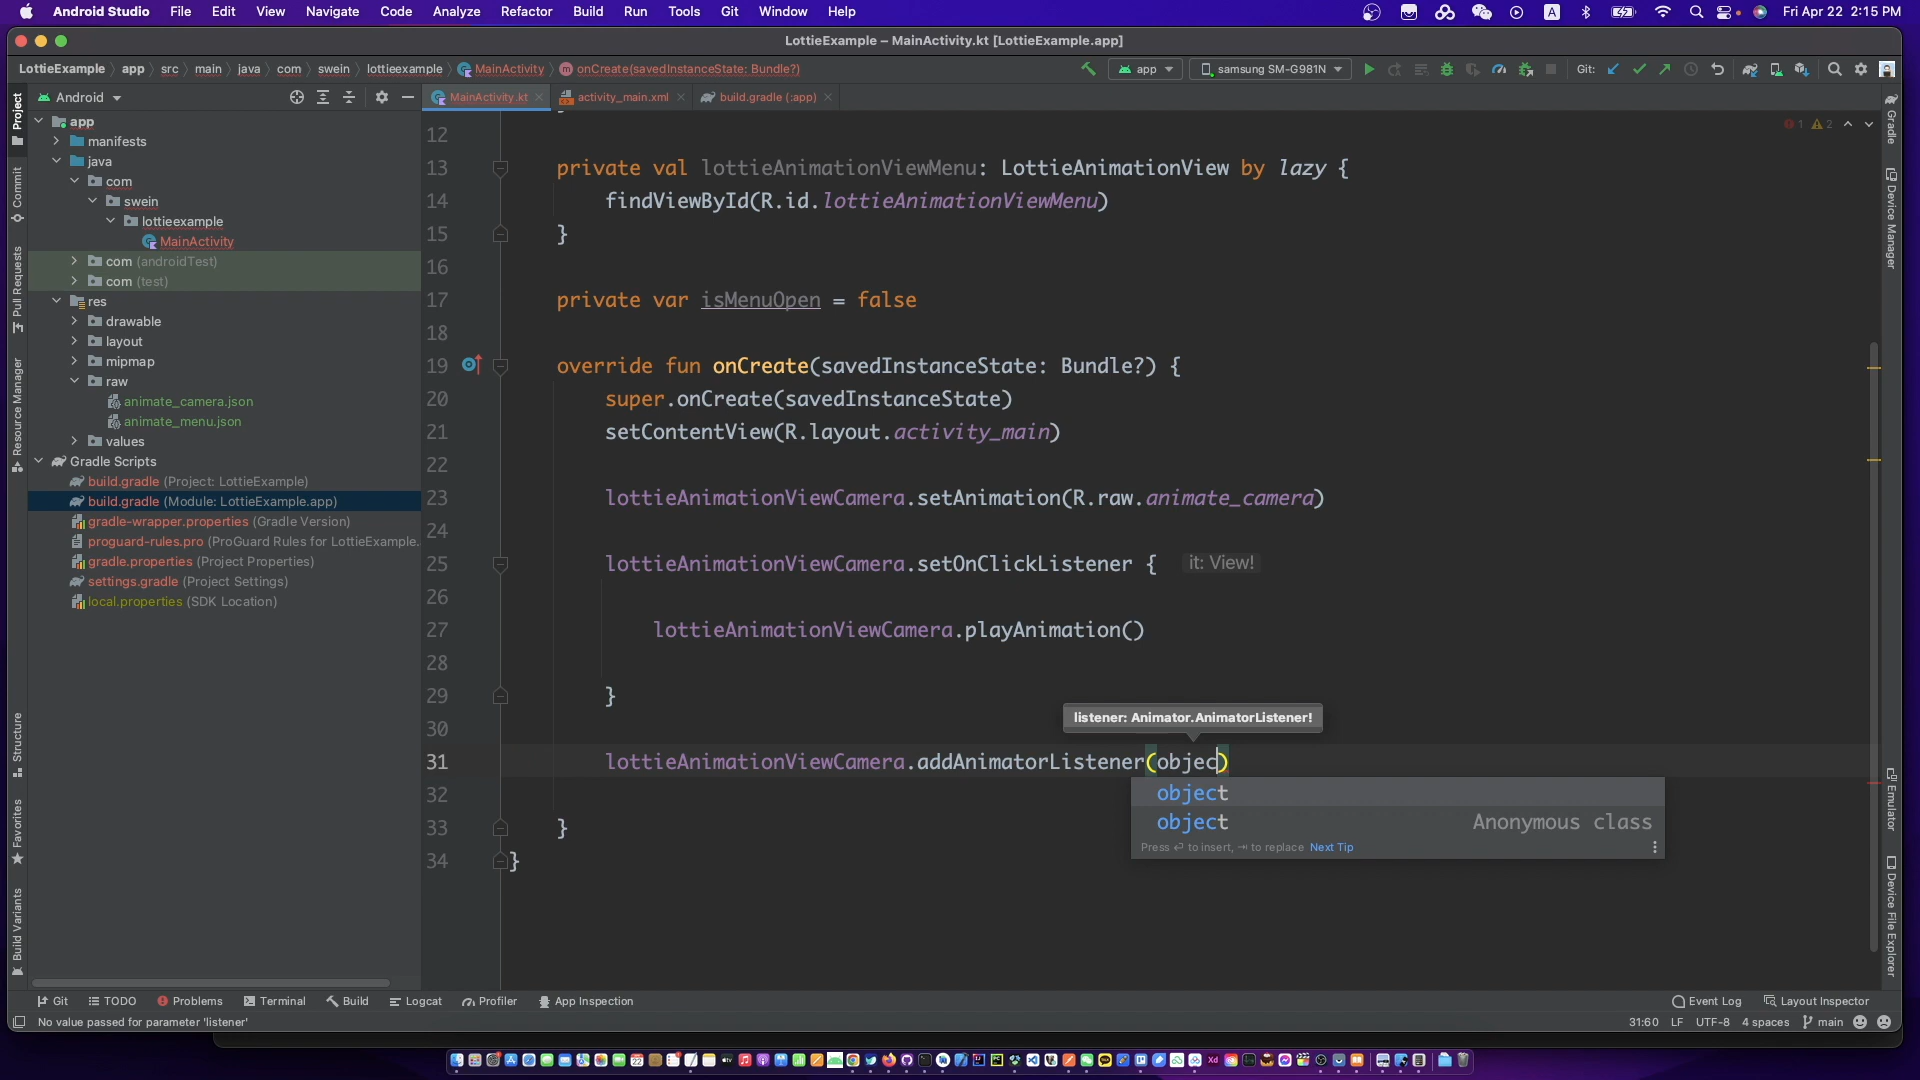 Android Studio File Edit View Navigate Code Analyze Refactor Build Run Tools Git Window Help
A
Fri Apr 22 2:15 PM
LottieExample – MainActivity.kt [LottieExample.app]
LottieExample app src main java com swein lottieexample MainActivity onCreate(savedInstanceState: Bundle?)
app
samsung SM-G981N
Git:
Android
MainActivity.kt
activity_main.xml
build.gradle (:app)
1 2
app
manifests
java
com
swein
lottieexample
MainActivity
com (androidTest)
com (test)
res
drawable
layout
mipmap
raw
animate_camera.json
animate_menu.json
values
Gradle Scripts
build.gradle (Project: LottieExample)
build.gradle (Module: LottieExample.app)
gradle-wrapper.properties (Gradle Version)
proguard-rules.pro (ProGuard Rules for LottieExample.
gradle.properties (Project Properties)
settings.gradle (Project Settings)
local.properties (SDK Location)
Project
Commit
Pull Requests
Resource Manager
Structure
Favorites
Build Variants
12 }
13 private val lottieAnimationViewMenu: LottieAnimationView by lazy {
14 findViewById(R.id.lottieAnimationViewMenu)
15 }
16
17 private var isMenuOpen = false
18
19 override fun onCreate(savedInstanceState: Bundle?) {
20 super.onCreate(savedInstanceState)
21 setContentView(R.layout.activity_main)
22
23 lottieAnimationViewCamera.setAnimation(R.raw.animate_camera)
24
25 lottieAnimationViewCamera.setOnClickListener { it: View!
26
27 lottieAnimationViewCamera.playAnimation()
28
29 }
30
listener: Animator.AnimatorListener!
31 lottieAnimationViewCamera.addAnimatorListener(objec)
32
object
object Anonymous class
Press ⏎ to insert, ⇥ to replace Next Tip
33 }
34 }
Gradle
Device Manager
Emulator
Device File Explorer
Git TODO Problems Terminal Build Logcat Profiler App Inspection
Event Log Layout Inspector
No value passed for parameter 'listener'
31:60 LF UTF-8 4 spaces main